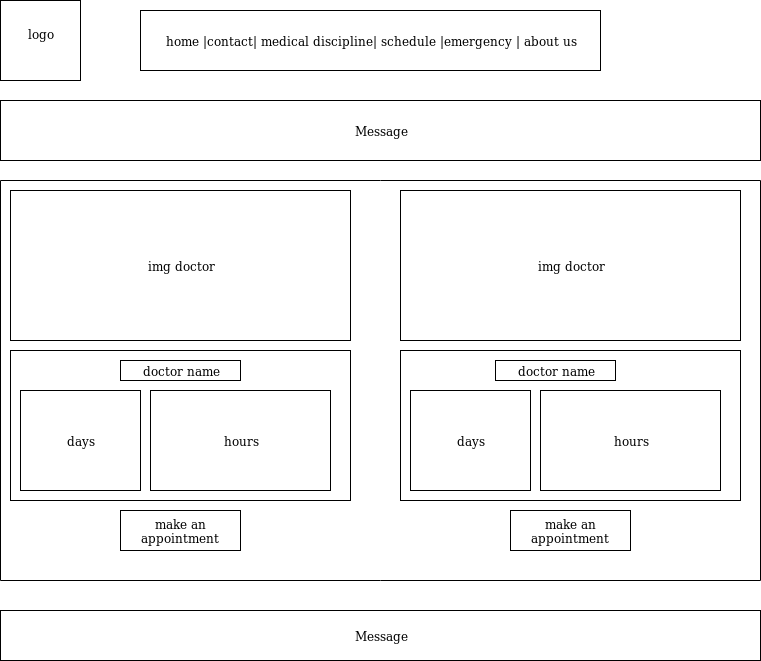 logo
home |contact| medical discipline| schedule |emergency | about us
Message
img doctor
img doctor
doctor name
doctor name
days
hours
days
hours
make an
appointment
make an
appointment
Message